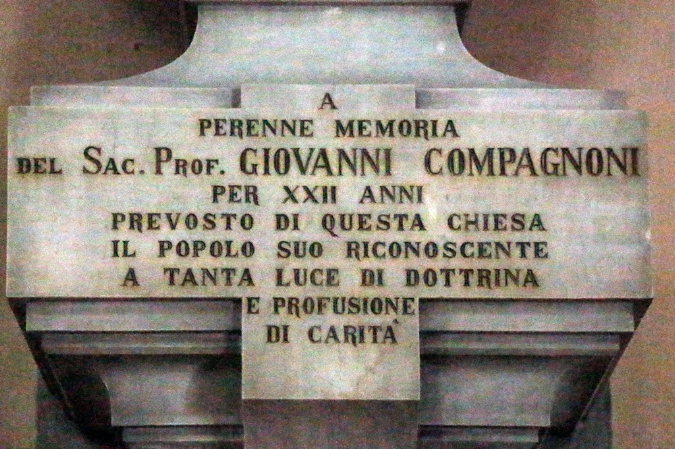 A
PERENNE MEMORIA
DEL SAC. PROF. GIOVANNI COMPAGNONI
PER XXII ANNI
PREVOSTO DI QUESTA CHIESA
IL POPOLO SUO RICONOSCENTE
A TANTA LUCE DI DOTTRINA
E PROFUSIONE
DI CARITÀ